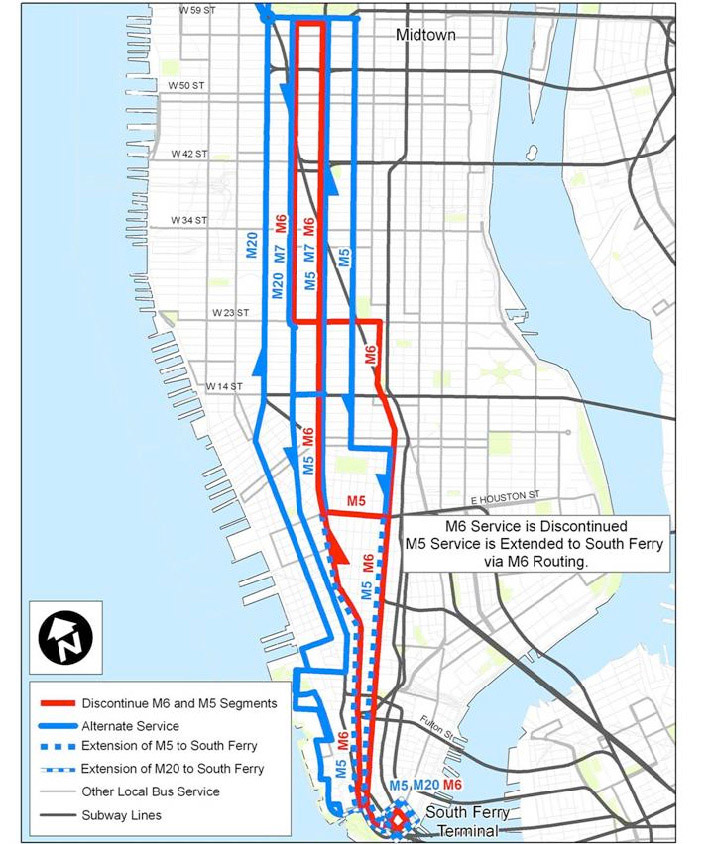 W 59 ST
Midtown
W 50 ST
W 42 ST
W 34 ST
M20
M20 M7 M6
M5 M7 M6
M5
W 23 ST
M6
W 14 ST
M5 M6
M5
E HOUSTON ST
M6 Service is Discontinued
M5 Service is Extended to South Ferry
via M6 Routing.
M5 M6
N
Discontinue M6 and M5 Segments
Alternate Service
Extension of M5 to South Ferry
Extension of M20 to South Ferry
Other Local Bus Service
Subway Lines
Fulton St
M5 M6
M5 M20 M6
South Ferry
Terminal